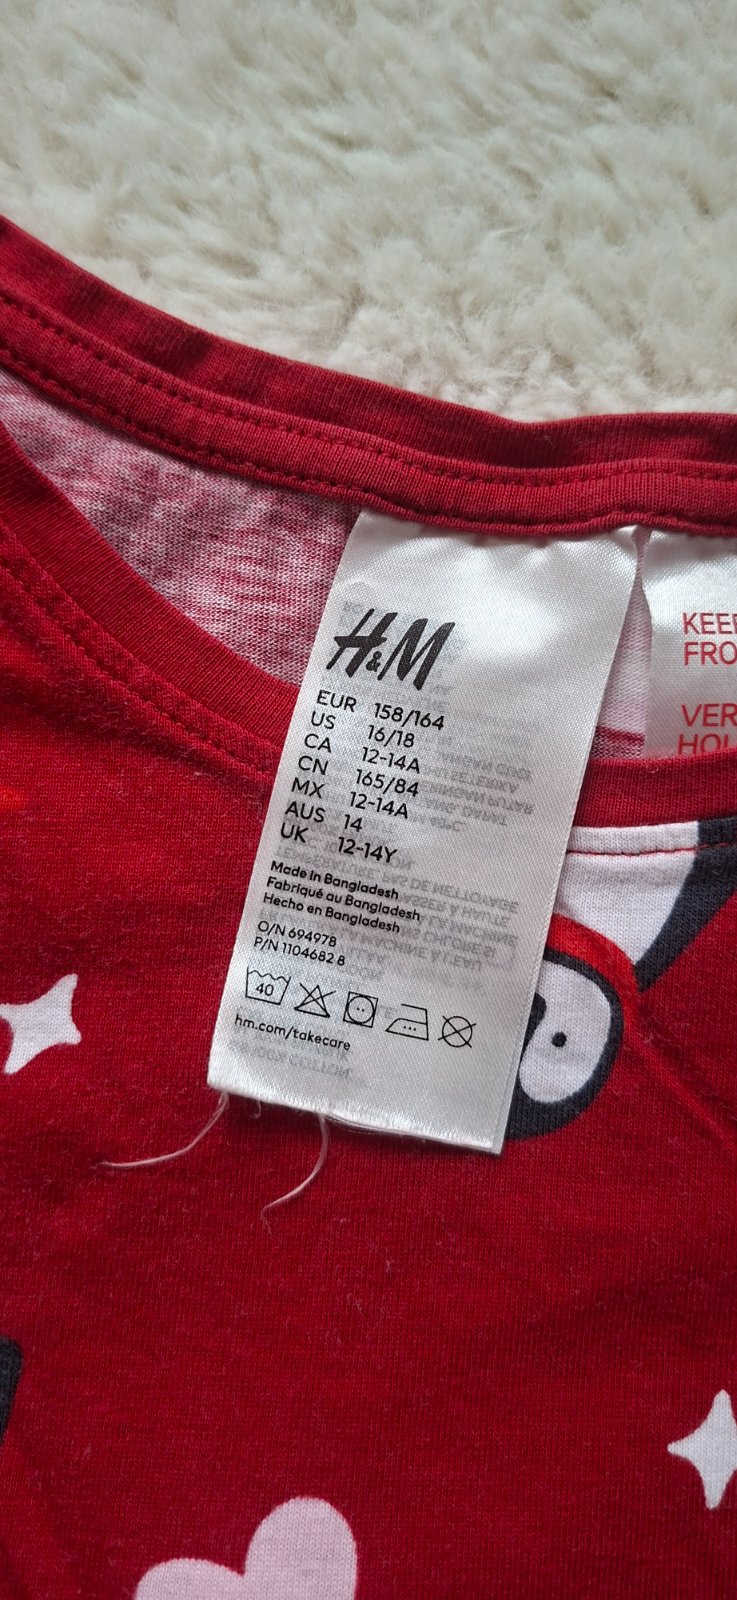 H&M
EUR 158/164
US 16/18
CA 12-14A
CN 165/84
MX 12-14A
AUS 14
UK 12-14Y
Made in Bangladesh
Fabriqué au Bangladesh
Hecho en Bangladesh
O/N 694978
P/N 1104682 8
40
hm.com/takecare
KEEP
FRO
VER
HOU